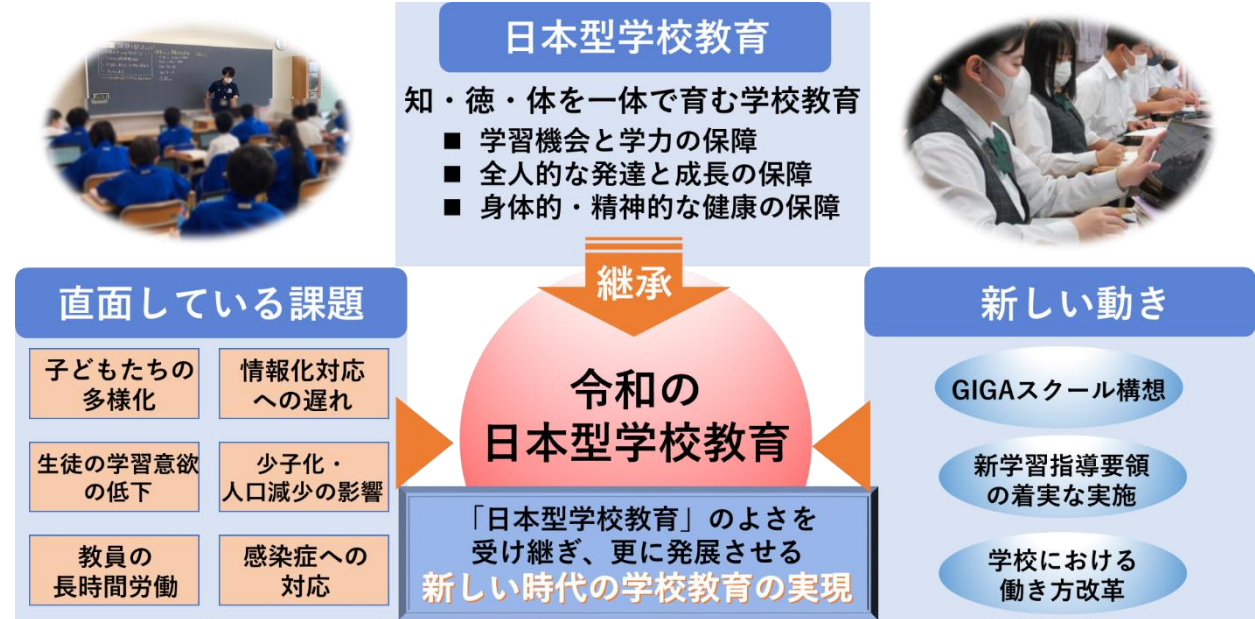 日本型学校教育
知・徳・体を一体で育む学校教育
■ 学習機会と学力の保障
■ 全人的な発達と成長の保障
■ 身体的・精神的な健康の保障
継承
直面している課題
子どもたちの
多様化
情報化対応
への遅れ
生徒の学習意欲
の低下
少子化・
人口減少の影響
教員の
長時間労働
感染症への
対応
令和の
日本型学校教育
「日本型学校教育」のよさを
受け継ぎ、更に発展させる
新しい時代の学校教育の実現
新しい動き
GIGAスクール構想
新学習指導要領
の着実な実施
学校における
働き方改革